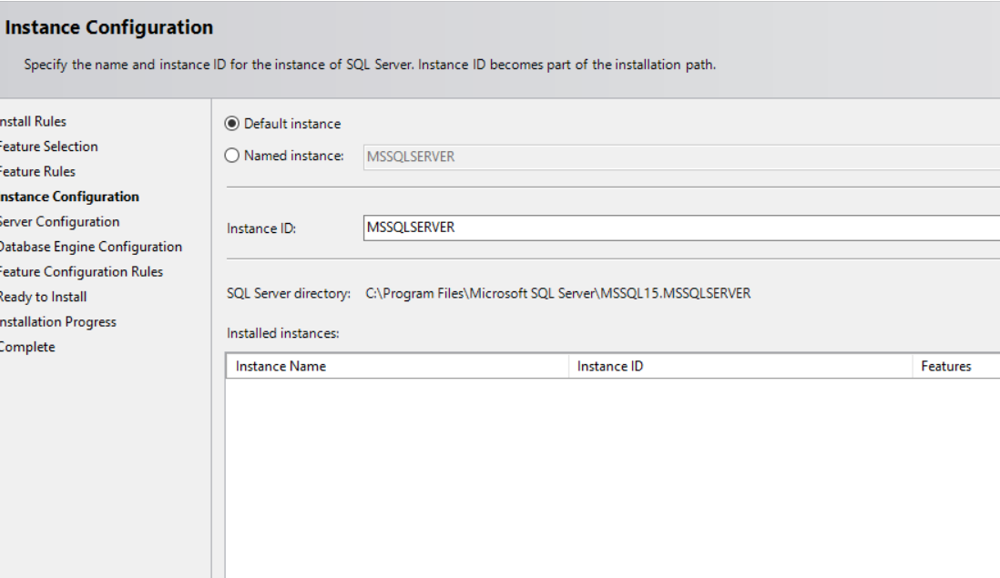 Instance Configuration
Specify the name and instance ID for the instance of SQL Server. Instance ID becomes part of the installation path.
nstall Rules
Feature Selection
Feature Rules
nstance Configuration
Server Configuration
Database Engine Configuration
Feature Configuration Rules
Ready to Install
nstallation Progress
Complete
Default instance
Named instance: MSSQLSERVER
Instance ID: MSSQLSERVER
SQL Server directory: C:\Program Files\Microsoft SQL Server\MSSQL15.MSSQLSERVER
Installed instances:
Instance Name Instance ID Features